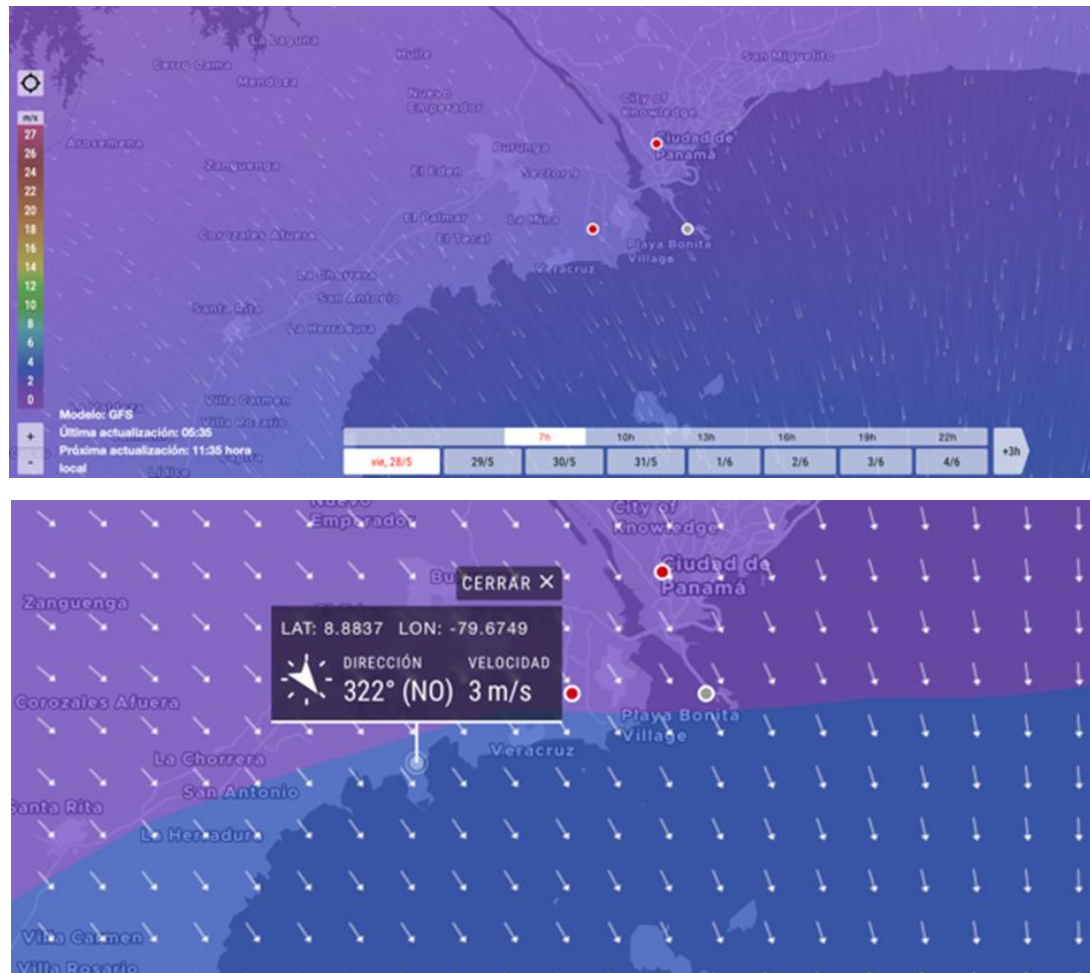 La Laguna
Huile
San Miguelito
Cerro Cama
Mendoza
Nuevo
Emperador
City of
Knowledge
m/s
27
26
24
22
20
18
16
14
12
10
8
6
4
2
0
Arosemena
Burunga
Ciudad de
Panamá
Zanguenga
El Eden
Sector 9
El Palmar
La Mina
Corozales Afuera
El Tecal
Playa Bonita
Village
Veracruz
La Chorrera
San Antonio
Santa Rita
La Herradura
Villa Carmen
Villa Rosario
Modelo: GFS
Última actualización: 05:35
Próxima actualización: 11:35 hora
local
Lídice
+
-
7h 10h 13h 16h 19h 22h
vie, 28/5 29/5 30/5 31/5 1/6 2/6 3/6 4/6
+3h
Nuevo
Emperador
City of
Knowledge
Ciudad de
Panamá
CERRAR ×
Zanguenga
LAT: 8.8837 LON: -79.6749
DIRECCIÓN VELOCIDAD
322° (NO) 3 m/s
Corozales Afuera
Playa Bonita
Village
Veracruz
La Chorrera
San Antonio
Santa Rita
La Herradura
Villa Carmen
Villa Rosario